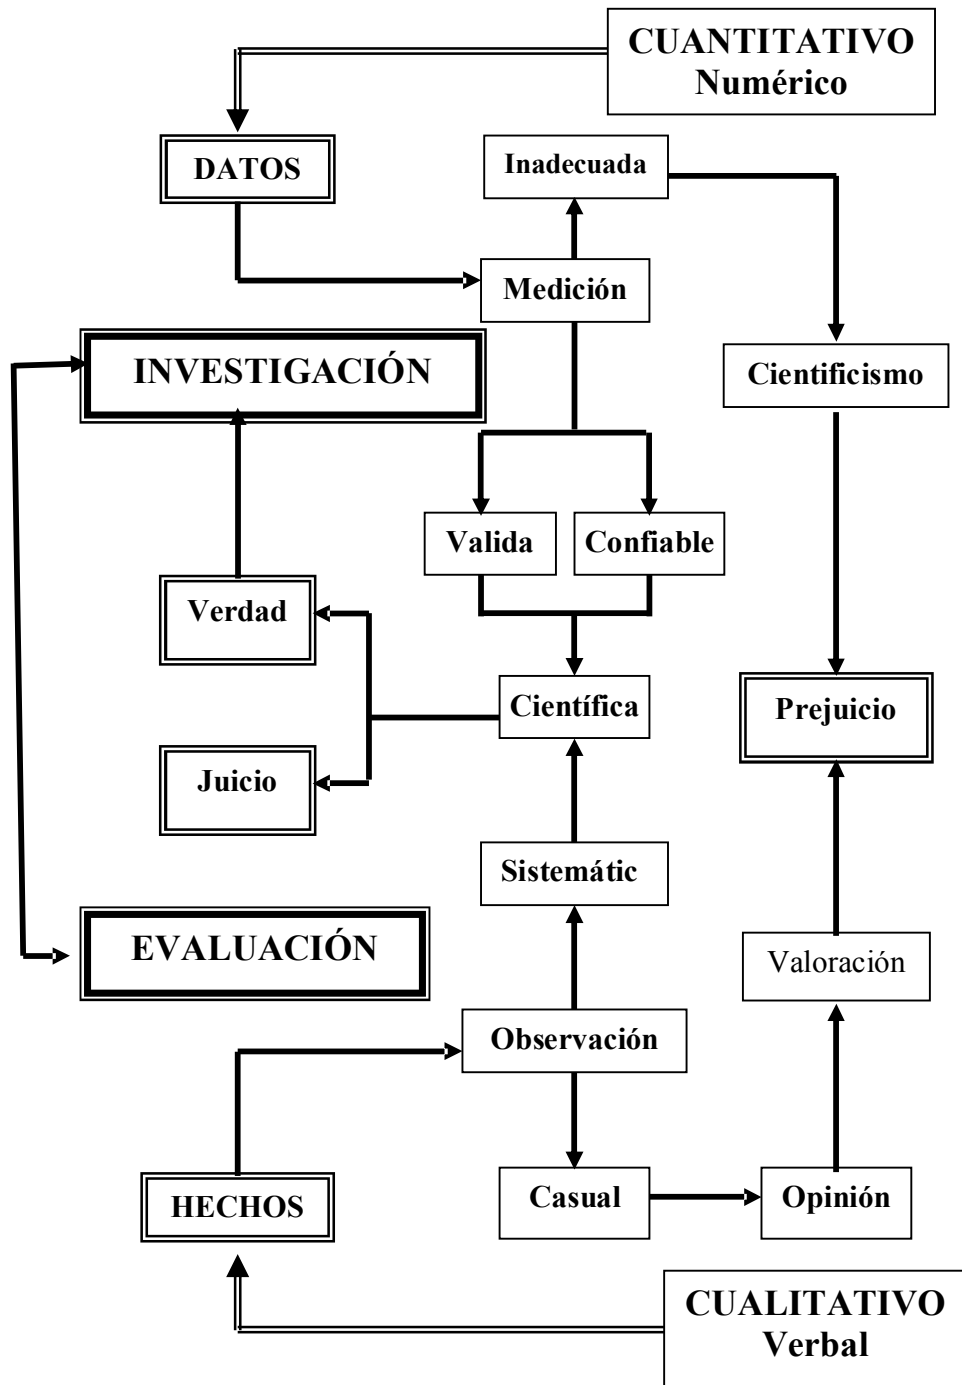 CUANTITATIVO
Numérico
DATOS
Inadecuada
Medición
INVESTIGACIÓN
Cientificismo
Valida
Confiable
Verdad
Científica
Prejuicio
Juicio
Sistemátic
EVALUACIÓN
Valoración
Observación
HECHOS
Casual
Opinión
CUALITATIVO
Verbal